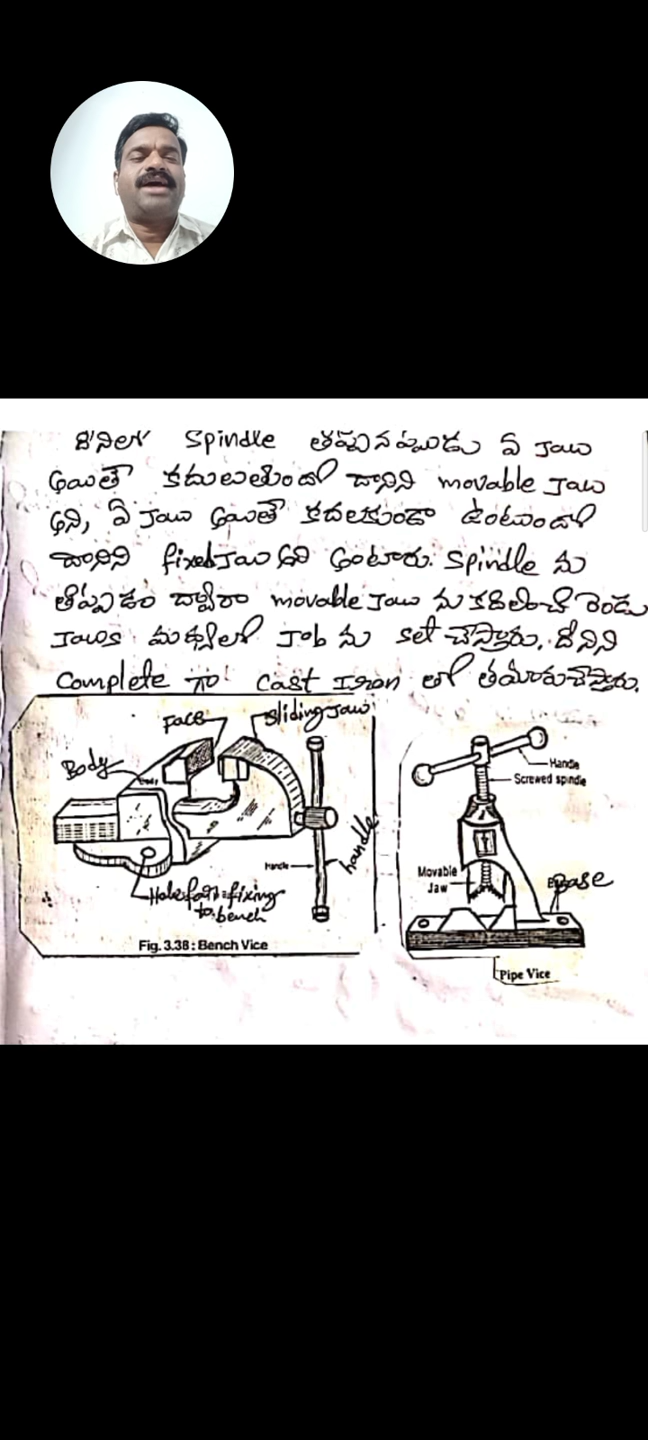 దీనిలో Spindle తిప్పినప్పుడు ఏ Jaw
అయితే కదులుతుందో దానిని movable Jaw
అని, ఏ Jaw అయితే కదలకుండా ఉంటుందో
దానిని fixed Jaw అని అంటారు. Spindle ను
తిప్పడం ద్వారా movable Jaw ను కదిలించి రెండు
Jaws మధ్యలో Job ను set చేస్తారు. దీనిని
Complete గా Cast Iron తో తయారుచేస్తారు.
Face
Sliding Jaw
Body
Handle
handle
Hole for fixing
to bench
Fig. 3.38 : Bench Vice
Handle
Screwed spindle
Movable
Jaw
Base
Pipe Vice